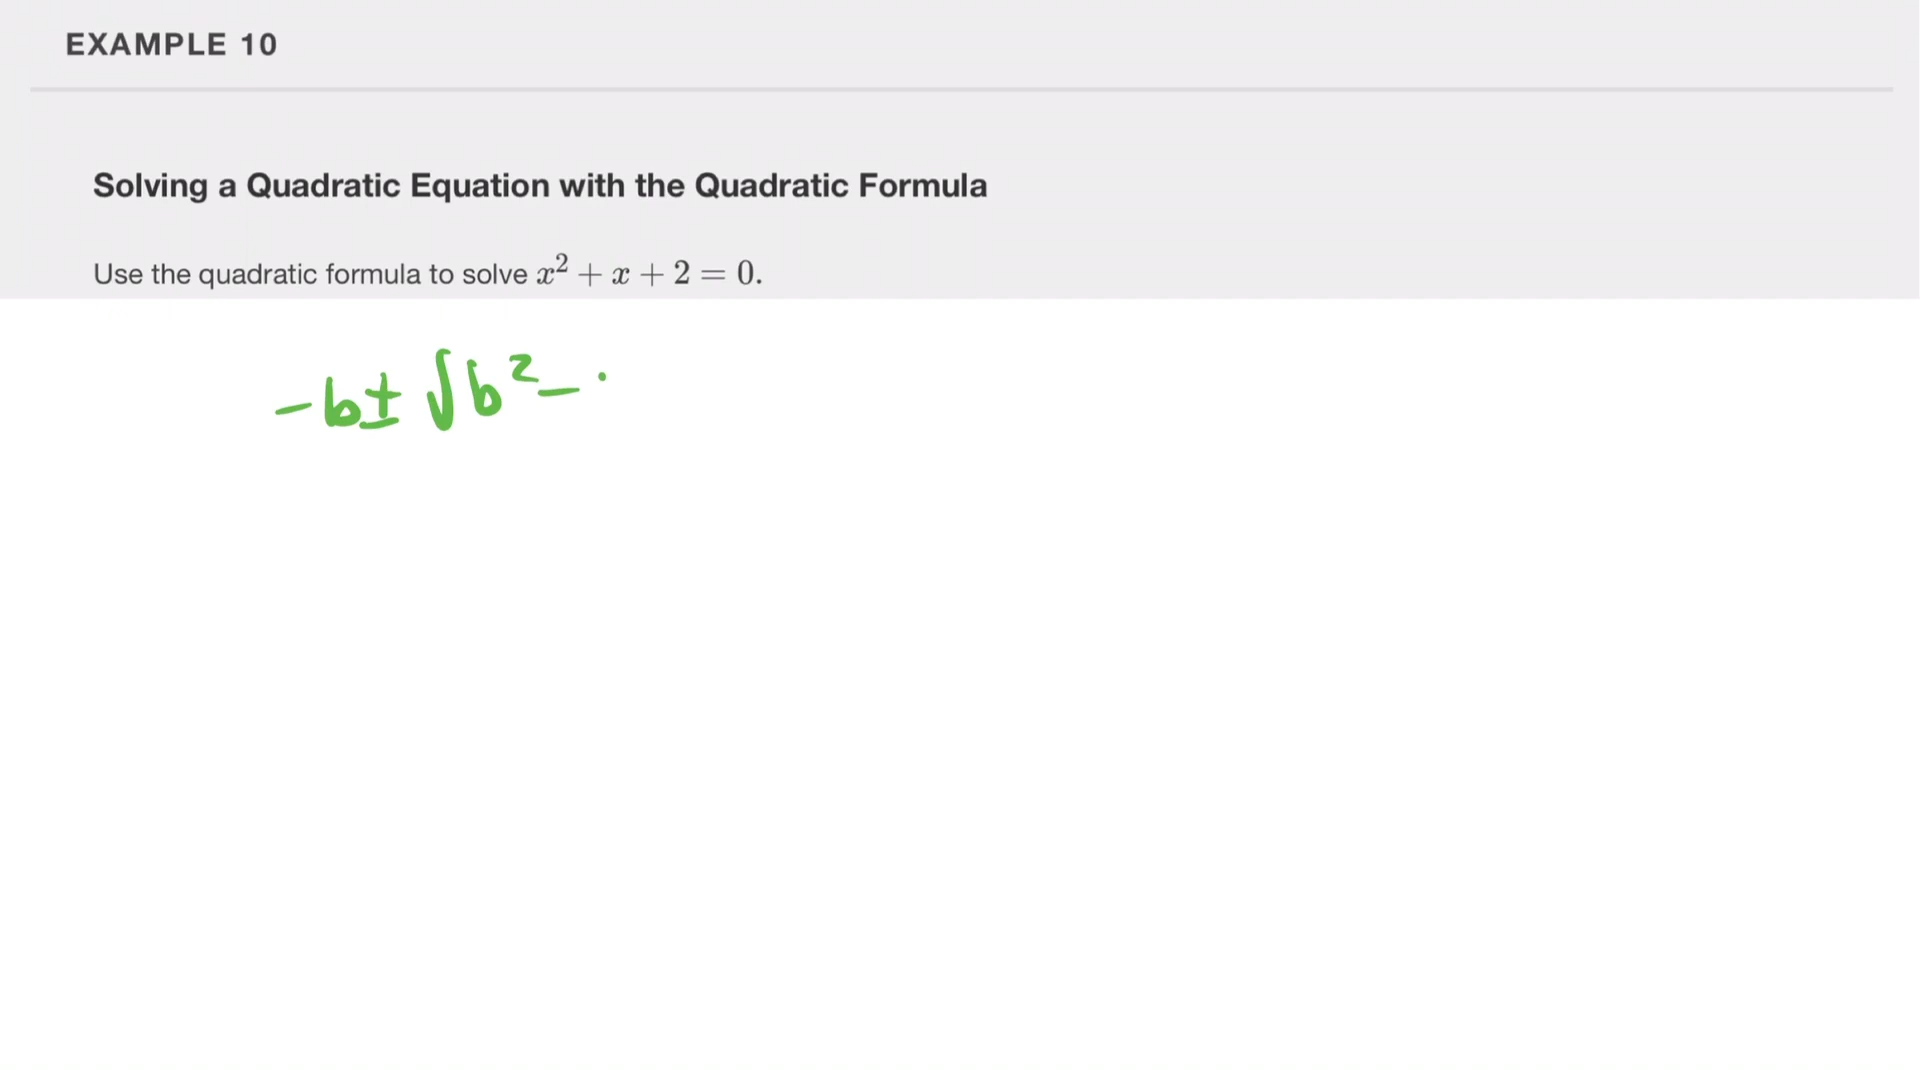 EXAMPLE 10
Solving a Quadratic Equation with the Quadratic Formula
Use the quadratic formula to solve x² + x + 2 = 0.
-b± √b²-